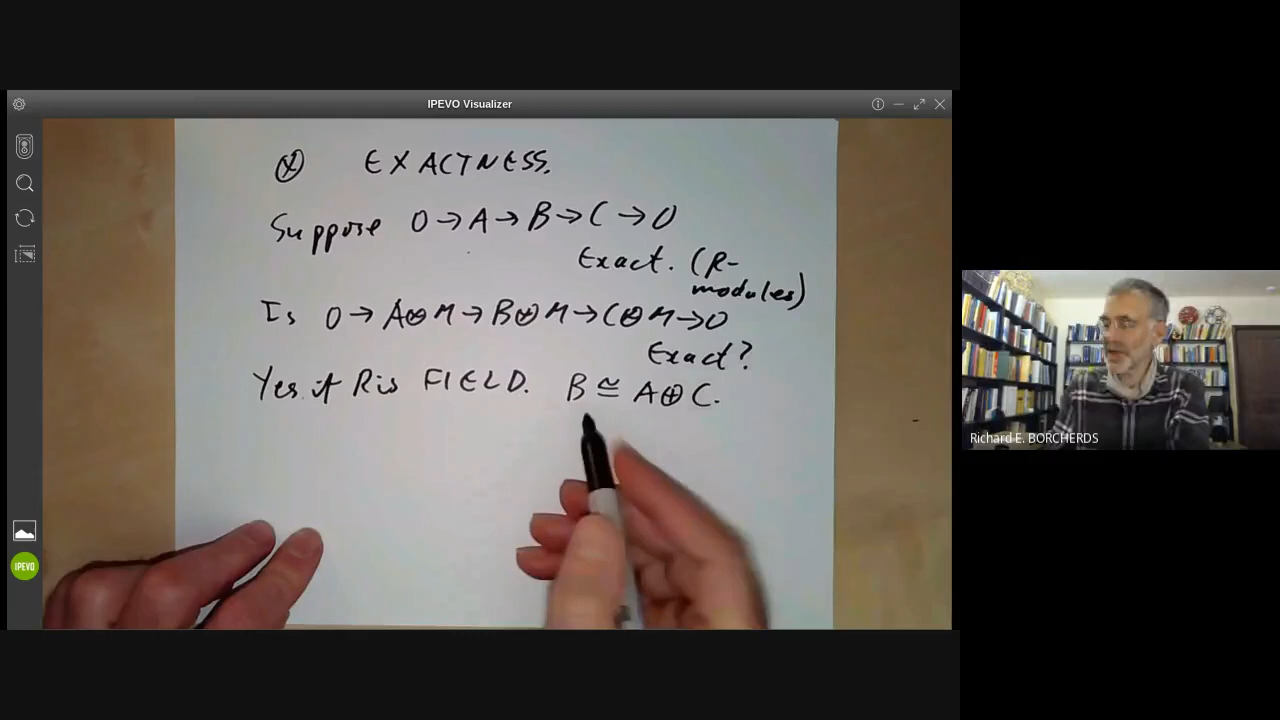 IPEVO Visualizer
⊗ EXACTNESS.
Suppose 0→A→B→C→0
Exact. (R-
modules)
Is 0→A⊗M→B⊗M→C⊗M→0
Exact?
Yes if R is FIELD. B≅A⊕C.
Richard E. BORCHERDS
IPEVO